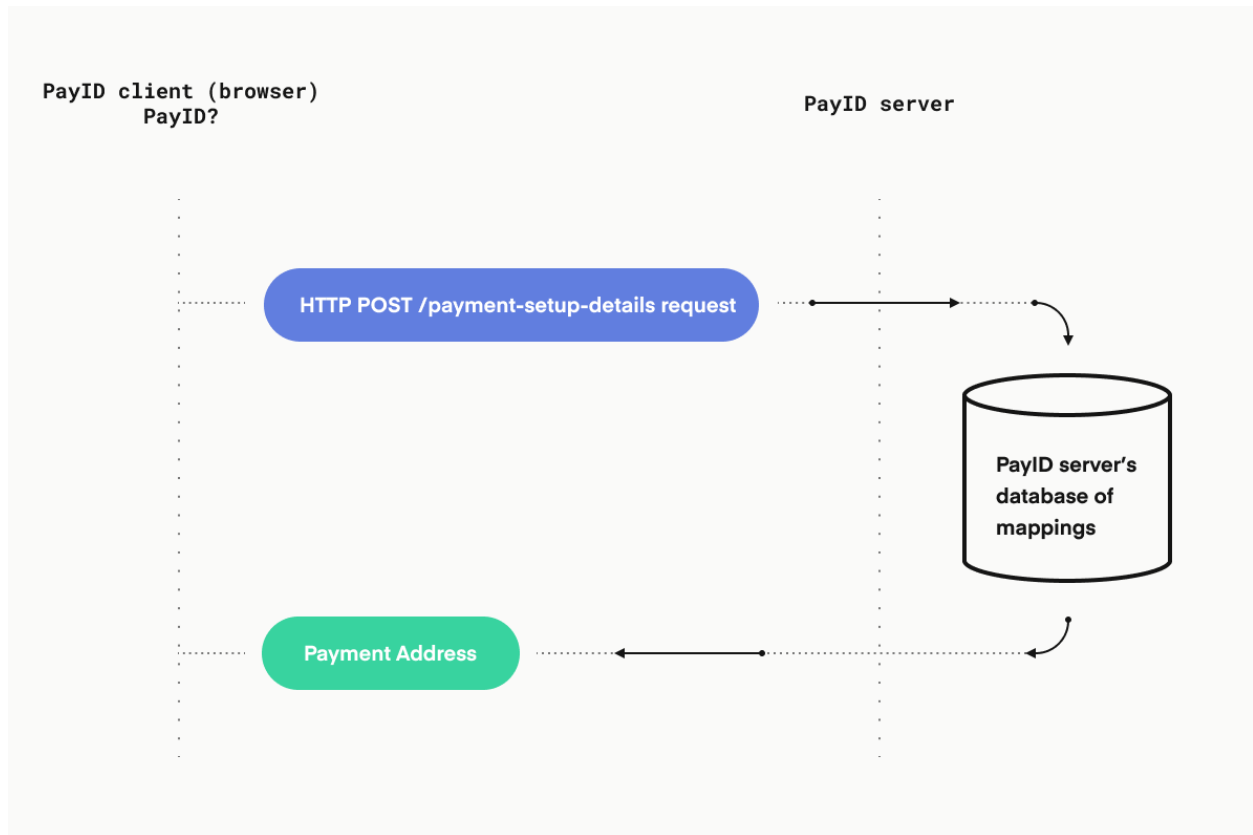 PayID client (browser)
PayID?
PayID server
HTTP POST /payment-setup-details request
PayID server’s
database of
mappings
Payment Address